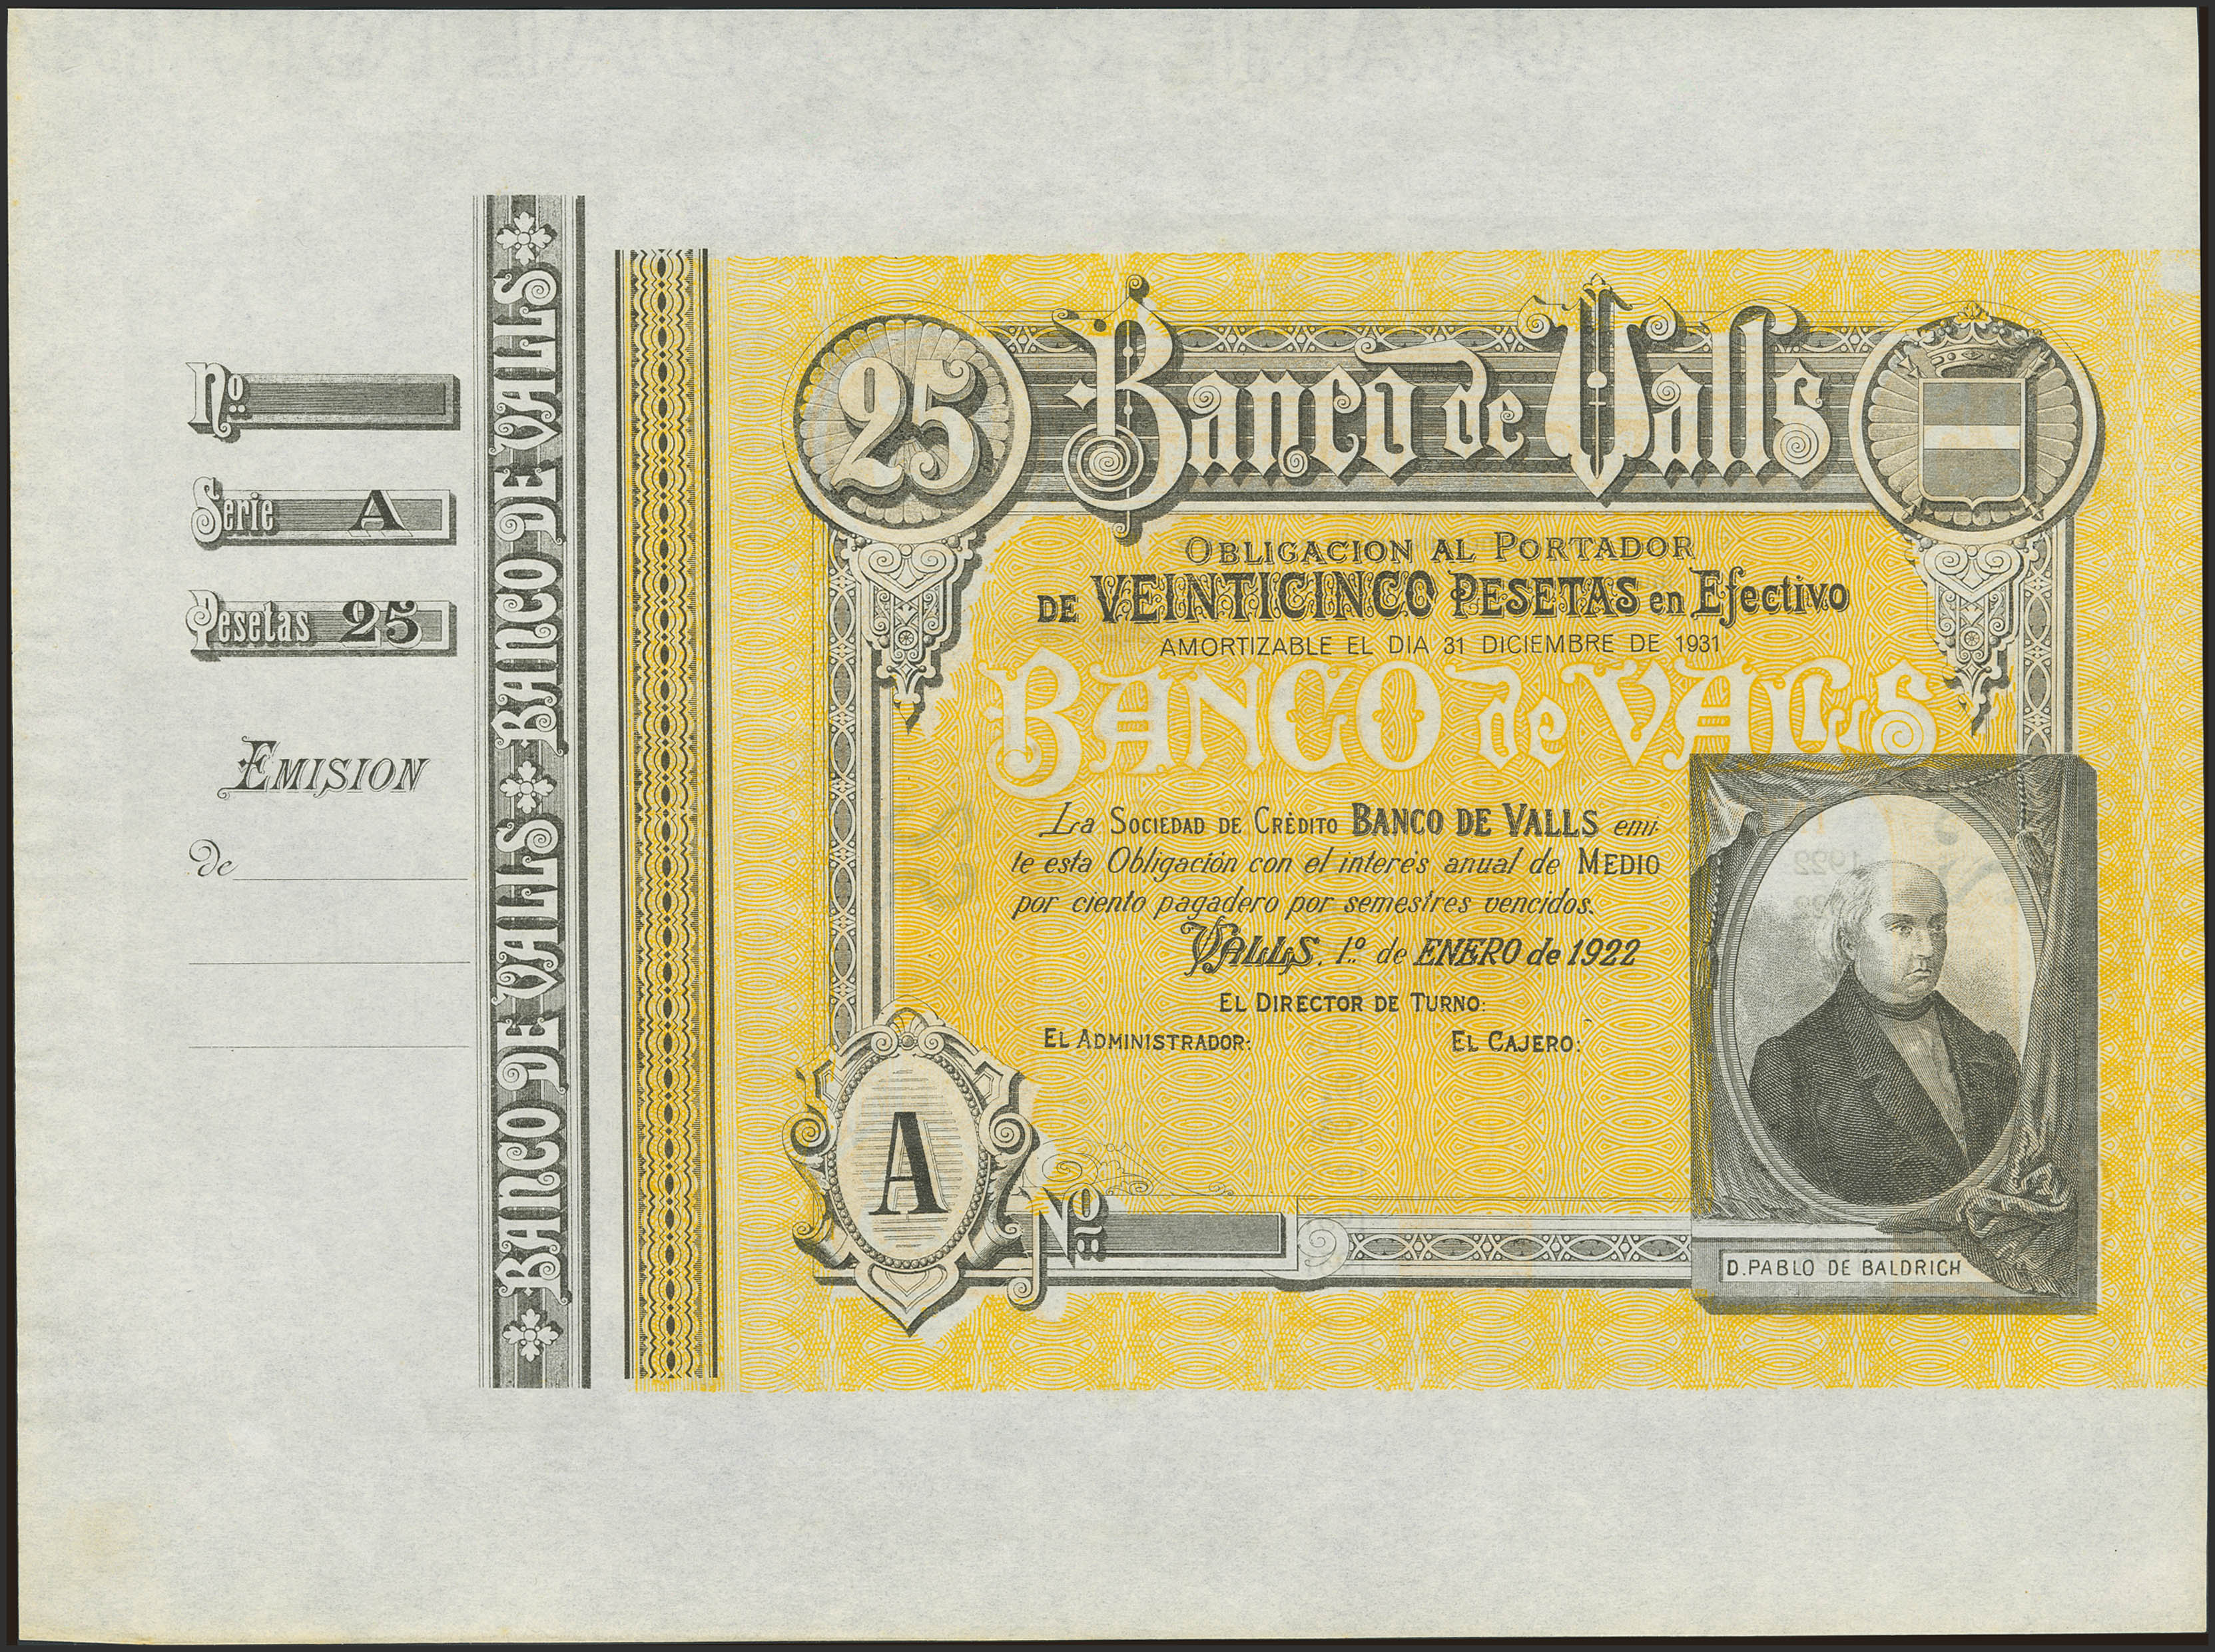 Nº
Serie A
Pesetas 25
EMISION
de
BANCO DE VALLS BANCO DE VALLS
25 Banco de Valls
OBLIGACION AL PORTADOR
DE VEINTICINCO PESETAS en Efectivo
AMORTIZABLE EL DIA 31 DICIEMBRE DE 1931
BANCO de VALLS
La SOCIEDAD DE CRÈDITO BANCO DE VALLS emi-
te esta Obligación con el interés anual de MEDIO
por ciento pagadero por semestres vencidos.
VALLS, 1º de ENERO de 1922
EL DIRECTOR DE TURNO:
EL ADMINISTRADOR: EL CAJERO:
A
Nº
D. PABLO DE BALDRICH